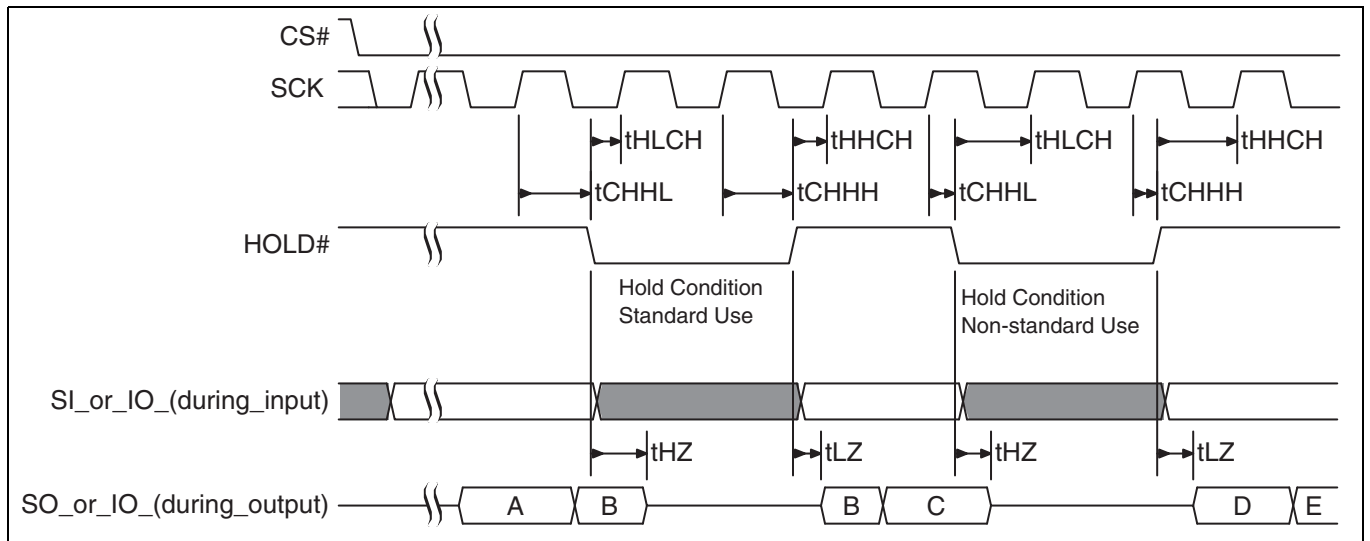 CS#
SCK
tHLCH tHHCH tHLCH tHHCH
tCHHL tCHHH tCHHL tCHHH
HOLD#
Hold Condition
Standard Use
Hold Condition
Non-standard Use
SI_or_IO_(during_input)
tHZ tLZ tHZ tLZ
SO_or_IO_(during_output) A B B C D E